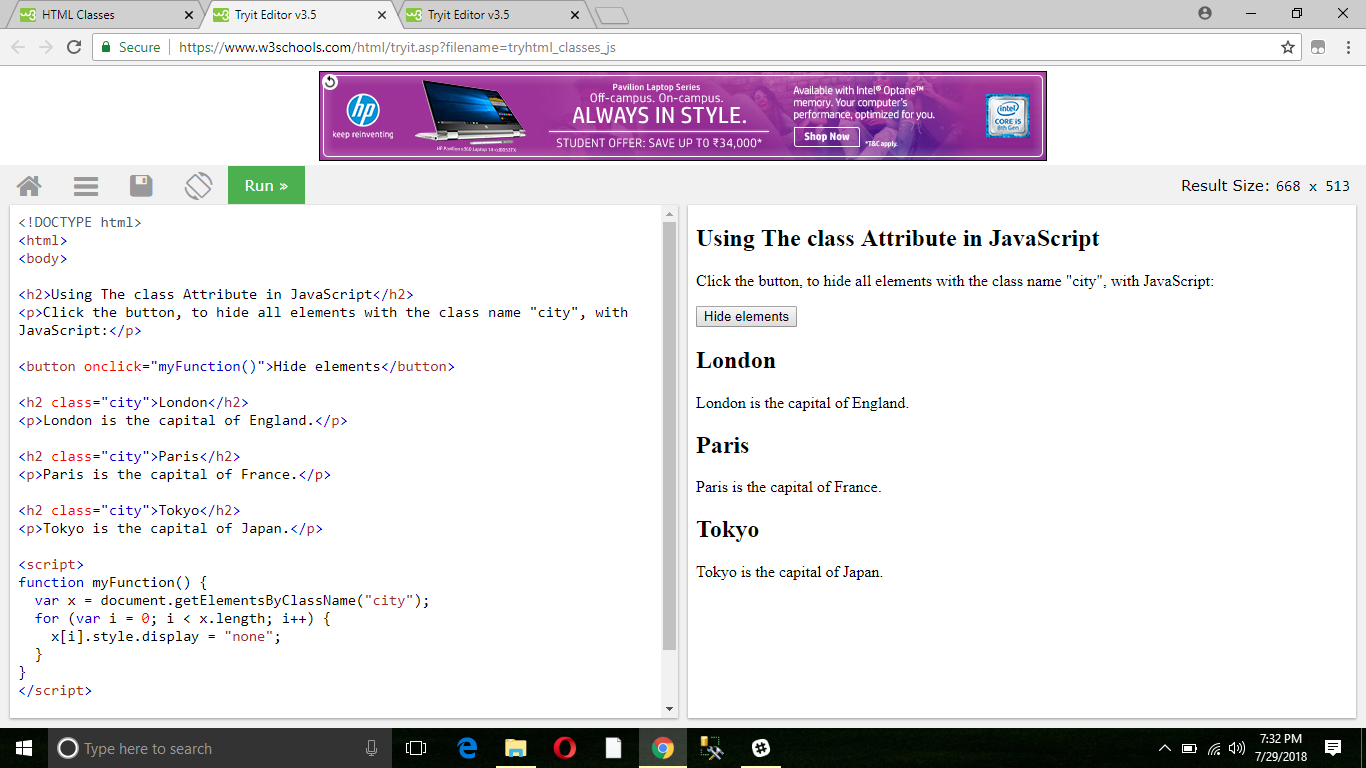 HTML Classes
Tryit Editor v3.5
Tryit Editor v3.5
Secure
https://www.w3schools.com/html/tryit.asp?filename=tryhtml_classes_js
hp
keep reinventing
Pavilion Laptop Series
Off-campus. On-campus.
ALWAYS IN STYLE.
STUDENT OFFER: SAVE UP TO ₹34,000*
Available with Intel® Optane™
memory. Your computer's
performance, optimized for you.
Shop Now
*T&C apply.
intel
CORE i5
8th Gen
Run »
Result Size: 668 x 513
<!DOCTYPE html>
<html>
<body>
<h2>Using The class Attribute in JavaScript</h2>
<p>Click the button, to hide all elements with the class name "city", with
JavaScript:</p>
<button onclick="myFunction()">Hide elements</button>
<h2 class="city">London</h2>
<p>London is the capital of England.</p>
<h2 class="city">Paris</h2>
<p>Paris is the capital of France.</p>
<h2 class="city">Tokyo</h2>
<p>Tokyo is the capital of Japan.</p>
<script>
function myFunction() {
  var x = document.getElementsByClassName("city");
  for (var i = 0; i < x.length; i++) {
    x[i].style.display = "none";
  }
}
</script>
Using The class Attribute in JavaScript
Click the button, to hide all elements with the class name "city", with JavaScript:
Hide elements
London
London is the capital of England.
Paris
Paris is the capital of France.
Tokyo
Tokyo is the capital of Japan.
Type here to search
7:32 PM
7/29/2018